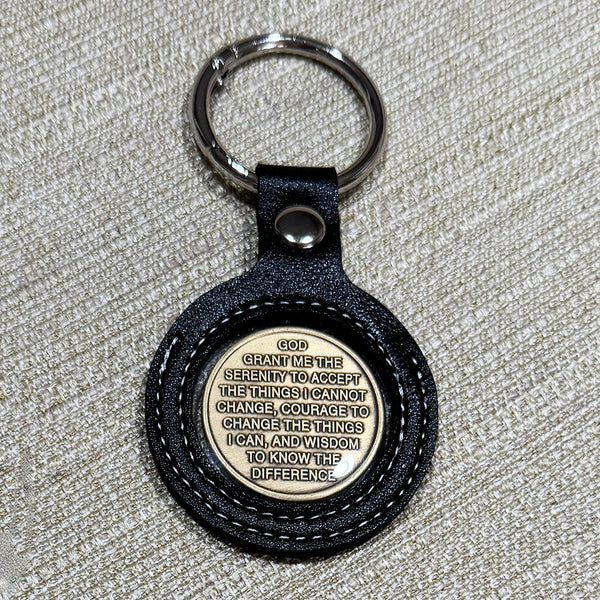 GOD
GRANT ME THE
SERENITY TO ACCEPT
THE THINGS I CANNOT
CHANGE, COURAGE TO
CHANGE THE THINGS
I CAN, AND WISDOM
TO KNOW THE
DIFFERENCE